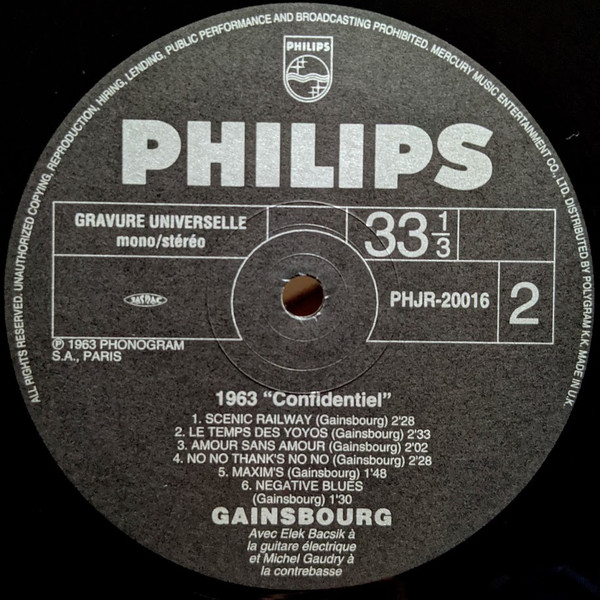 ALL RIGHTS RESERVED. UNAUTHORIZED COPYING, REPRODUCTION, HIRING, LENDING, PUBLIC PERFORMANCE AND BROADCASTING PROHIBITED. MERCURY MUSIC ENTERTAINMENT CO., LTD. DISTRIBUTED BY POLYGRAM K.K. MADE IN U.K.
PHILIPS
PHILIPS
GRAVURE UNIVERSELLE
mono/stéréo
33 1/3
JASRAC
PHJR-20016
2
℗ 1963 PHONOGRAM
S.A., PARIS
1963 “Confidentiel”
1. SCENIC RAILWAY (Gainsbourg) 2'28
2. LE TEMPS DES YOYOS (Gainsbourg) 2'33
3. AMOUR SANS AMOUR (Gainsbourg) 2'02
4. NO NO THANK'S NO NO (Gainsbourg) 2'28
5. MAXIM'S (Gainsbourg) 1'48
6. NEGATIVE BLUES
(Gainsbourg) 1'30
GAINSBOURG
Avec Elek Bacsik à
la guitare électrique
et Michel Gaudry à
la contrebasse